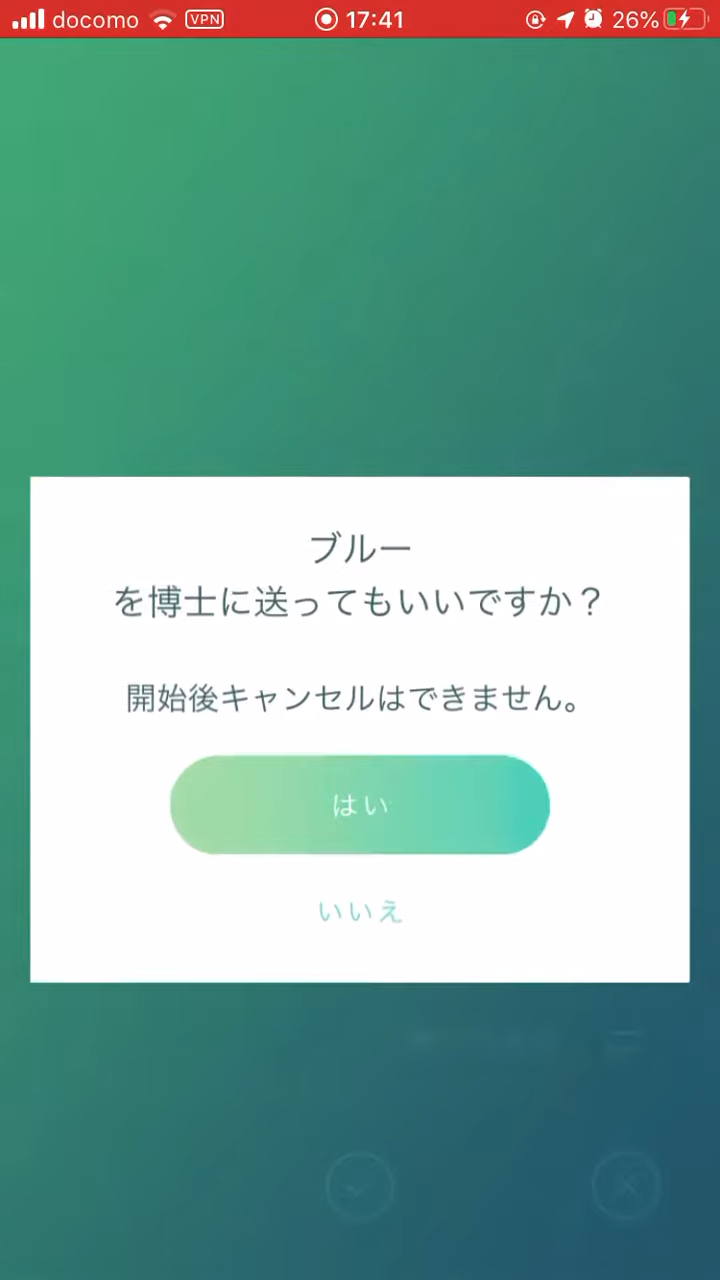 docomo VPN 17:41 26%
ブルー
を博士に送ってもいいですか？
開始後キャンセルはできません。
はい
いいえ